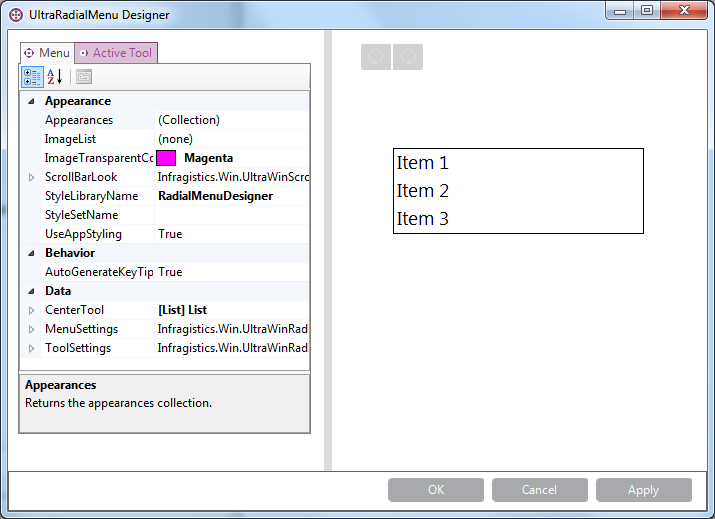 UltraRadialMenu Designer
Menu Active Tool
Appearance
Appearances (Collection)
ImageList (none)
ImageTransparentCo Magenta
ScrollBarLook Infragistics.Win.UltraWinScro
StyleLibraryName RadialMenuDesigner
StyleSetName
UseAppStyling True
Behavior
AutoGenerateKeyTip True
Data
CenterTool [List] List
MenuSettings Infragistics.Win.UltraWinRad
ToolSettings Infragistics.Win.UltraWinRad
Appearances
Returns the appearances collection.
Item 1
Item 2
Item 3
OK Cancel Apply